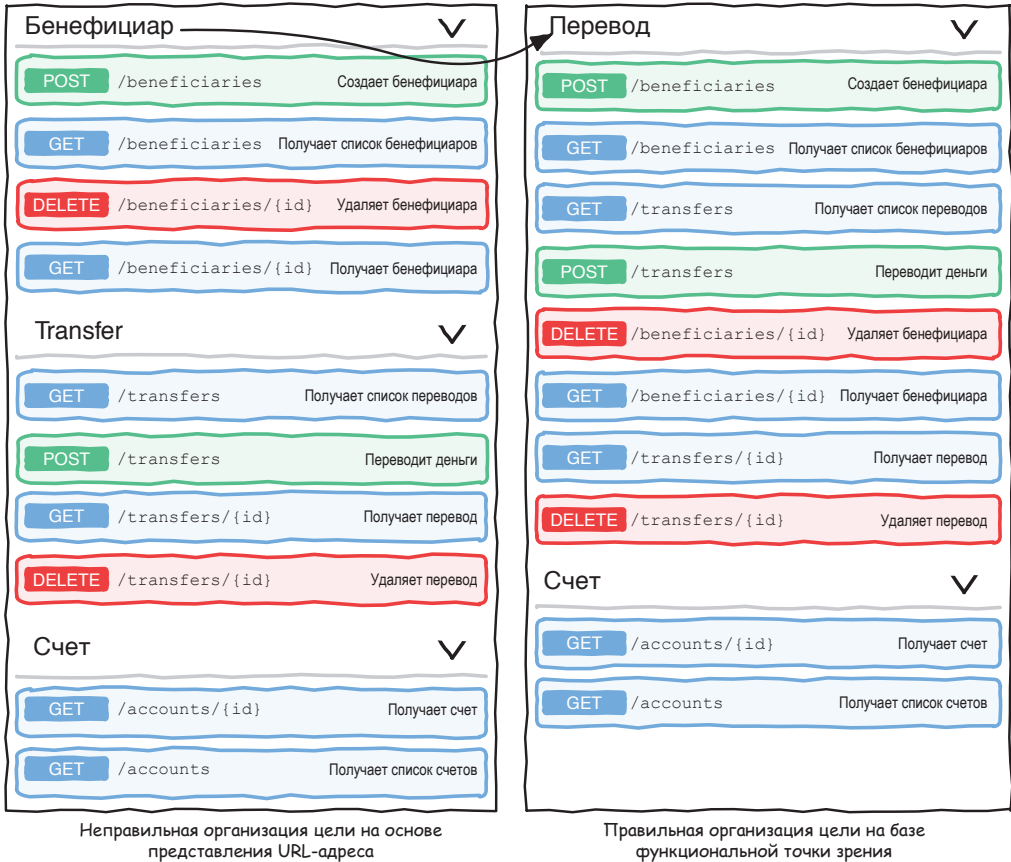 Бенефициар
POST /beneficiaries Создает бенефициара
GET /beneficiaries Получает список бенефициаров
DELETE /beneficiaries/{id} Удаляет бенефициара
GET /beneficiaries/{id} Получает бенефициара
Transfer
GET /transfers Получает список переводов
POST /transfers Переводит деньги
GET /transfers/{id} Получает перевод
DELETE /transfers/{id} Удаляет перевод
Счет
GET /accounts/{id} Получает счет
GET /accounts Получает список счетов
Неправильная организация цели на основе
представления URL-адреса
Перевод
POST /beneficiaries Создает бенефициара
GET /beneficiaries Получает список бенефициаров
GET /transfers Получает список переводов
POST /transfers Переводит деньги
DELETE /beneficiaries/{id} Удаляет бенефициара
GET /beneficiaries/{id} Получает бенефициара
GET /transfers/{id} Получает перевод
DELETE /transfers/{id} Удаляет перевод
Счет
GET /accounts/{id} Получает счет
GET /accounts Получает список счетов
Правильная организация цели на базе
функциональной точки зрения